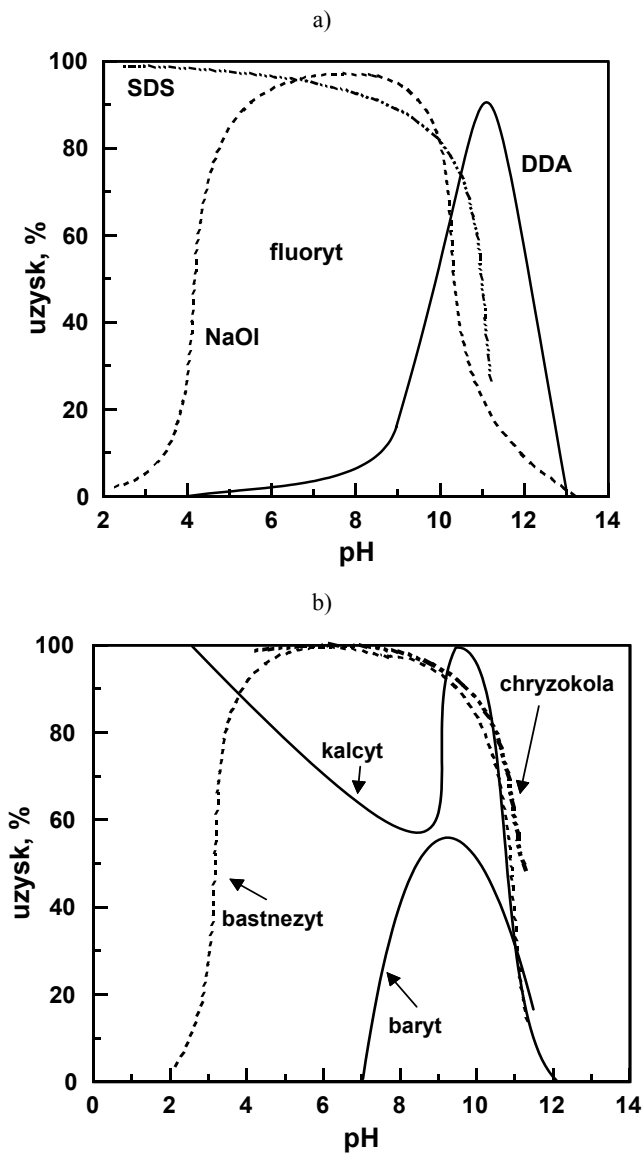 a)
100
80
60
40
20
0
uzysk, %
SDS
DDA
fluoryt
NaOl
2 4 6 8 10 12 14
pH
b)
100
80
60
40
20
0
uzysk, %
chryzokola
kalcyt
bastnezyt
baryt
0 2 4 6 8 10 12 14
pH